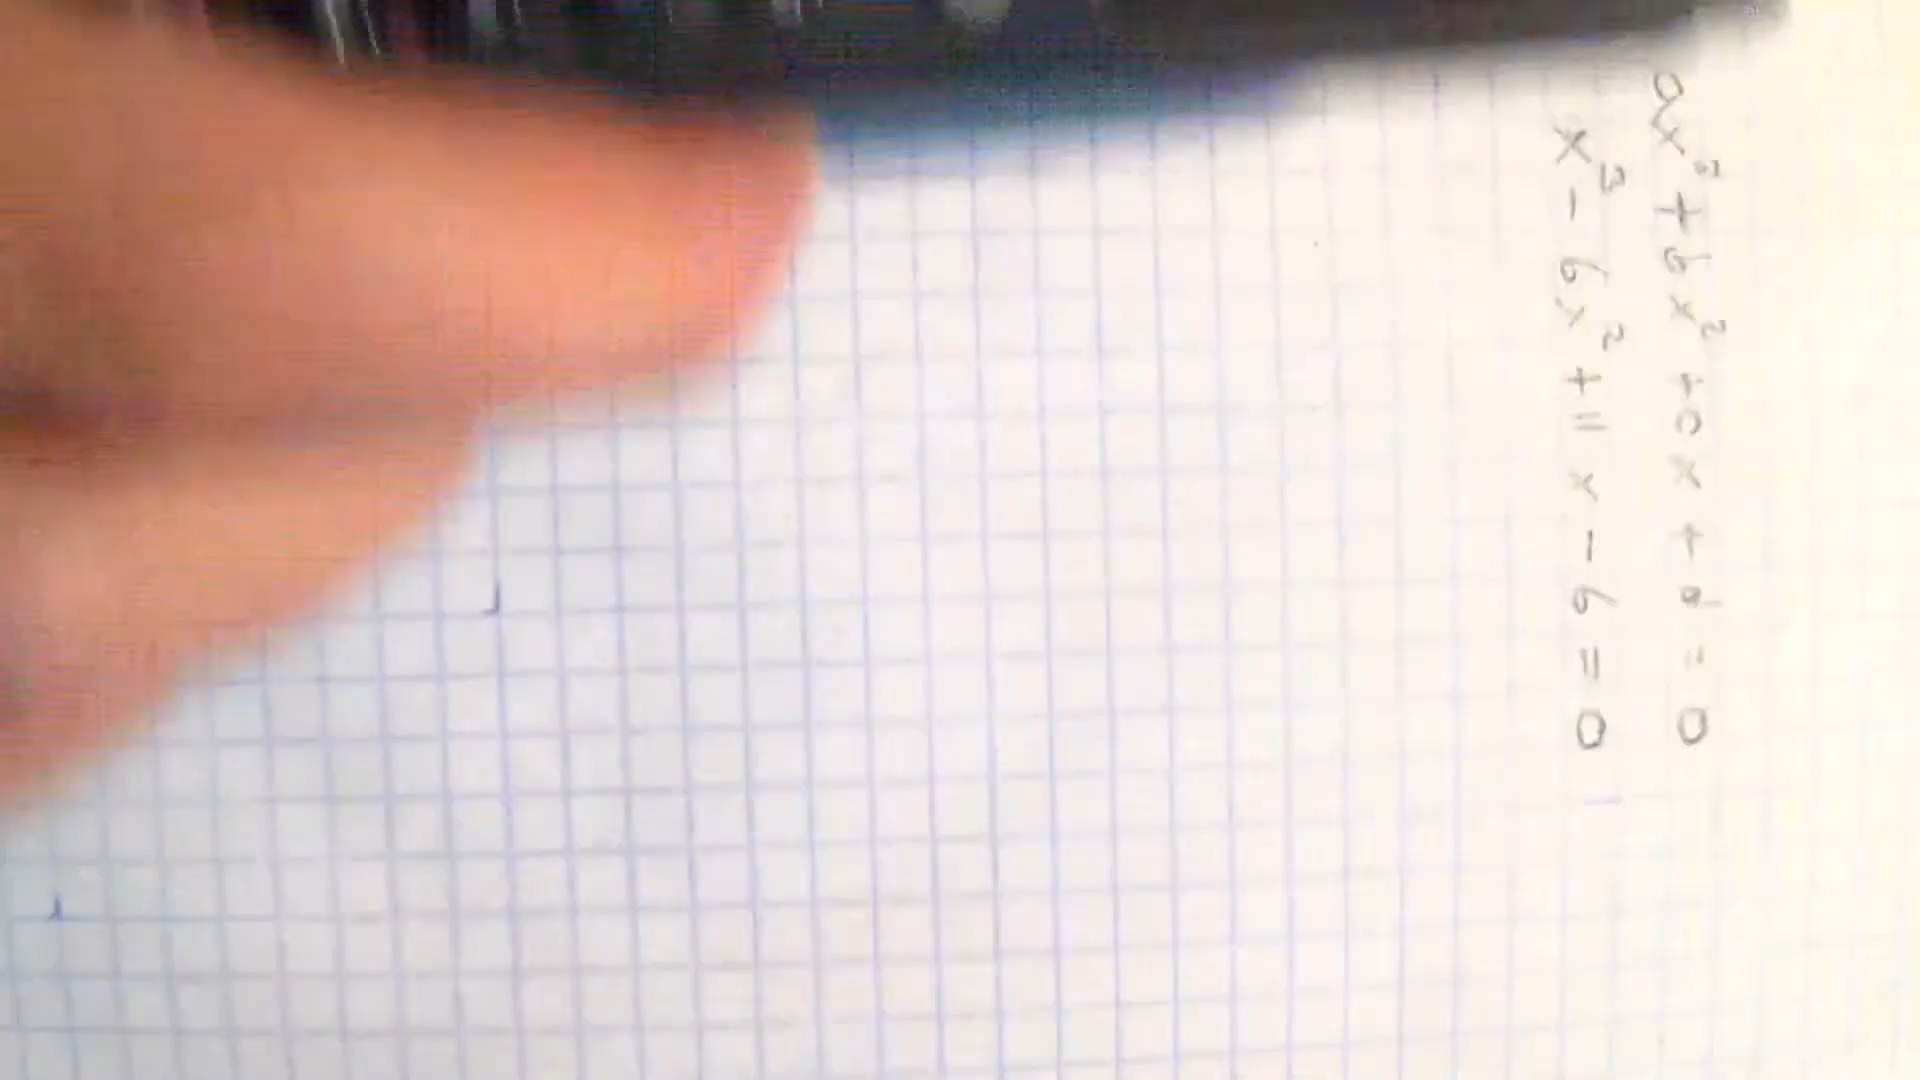 ax³ + bx² + cx + d = 0
x³ - 6x² + 11x - 6 = 0